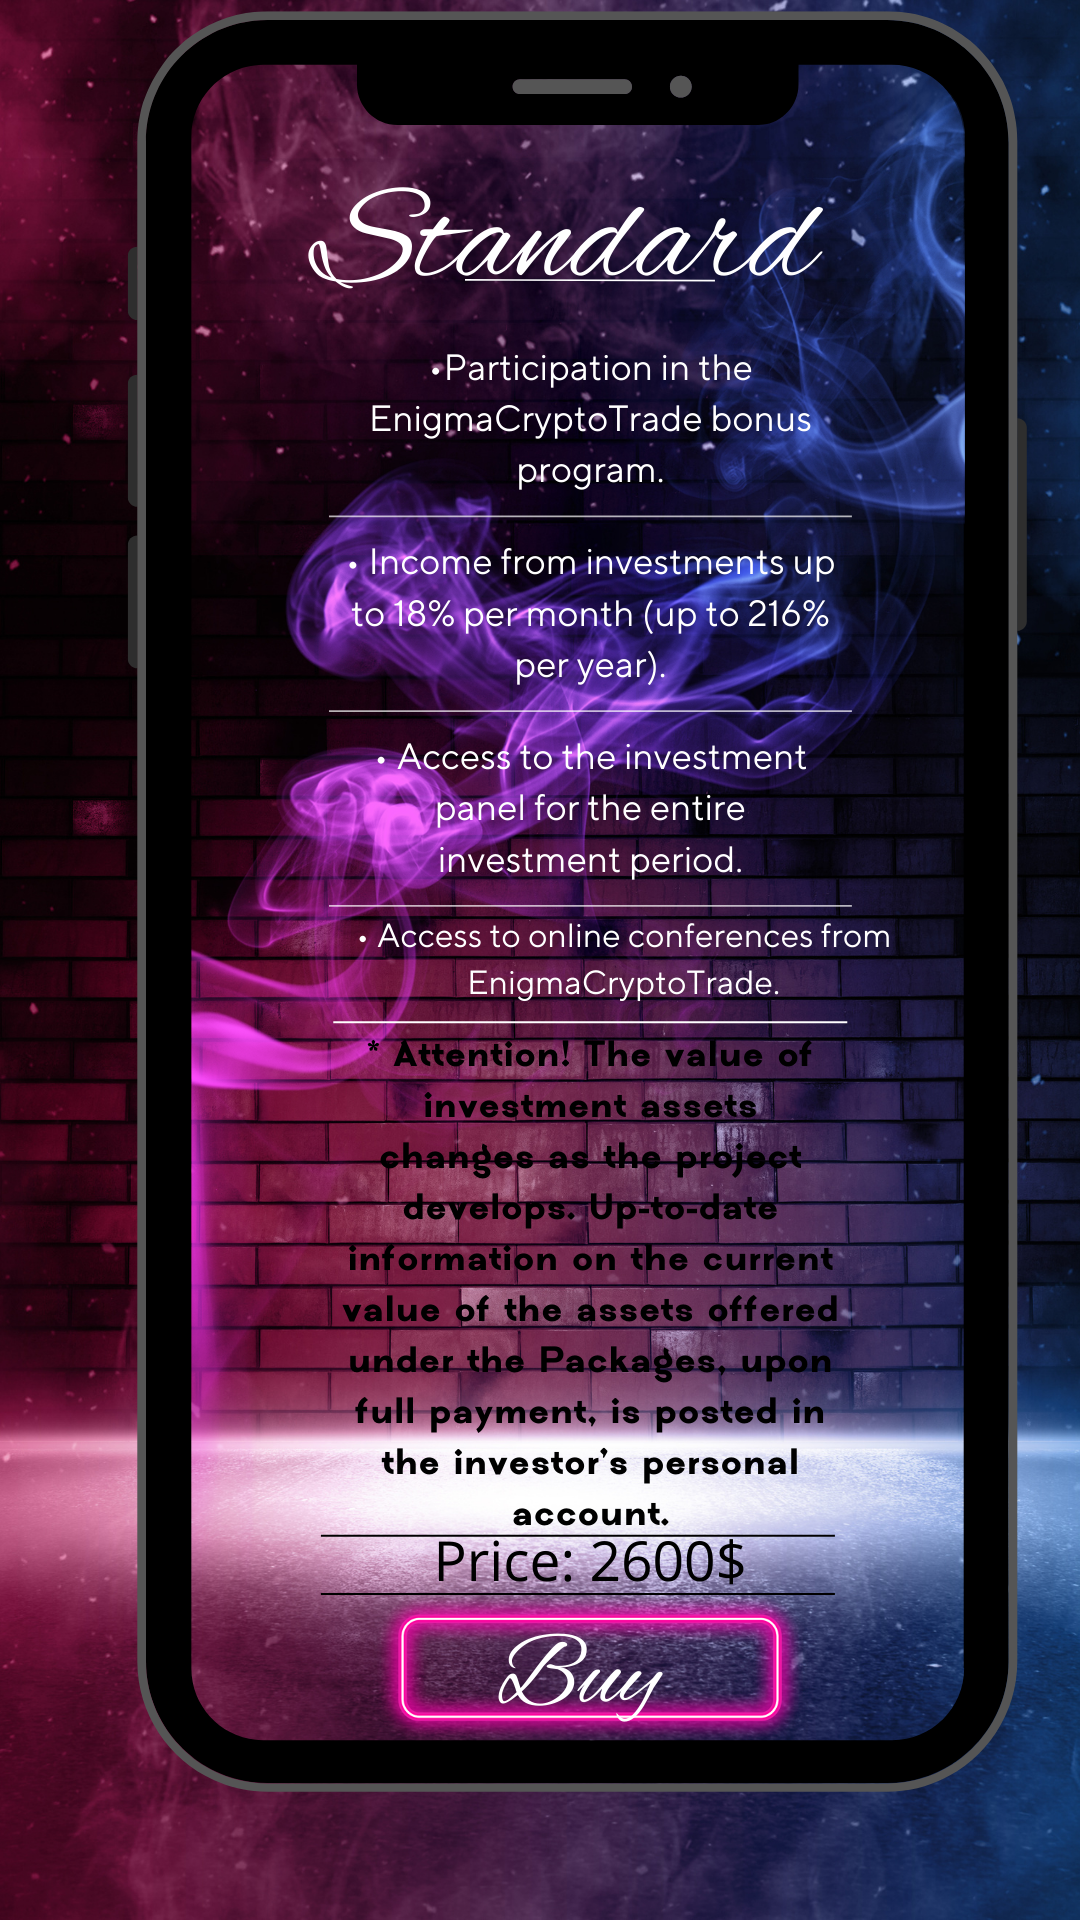 Standard
•Participation in the
EnigmaCryptoTrade bonus
program.
• Income from investments up
to 18% per month (up to 216%
per year).
• Access to the investment
panel for the entire
investment period.
• Access to online conferences from
EnigmaCryptoTrade.
* Attention! The value of
investment assets
changes as the project
develops. Up-to-date
information on the current
value of the assets offered
under the Packages, upon
full payment, is posted in
the investor's personal
account.
Price: 2600$
Buy